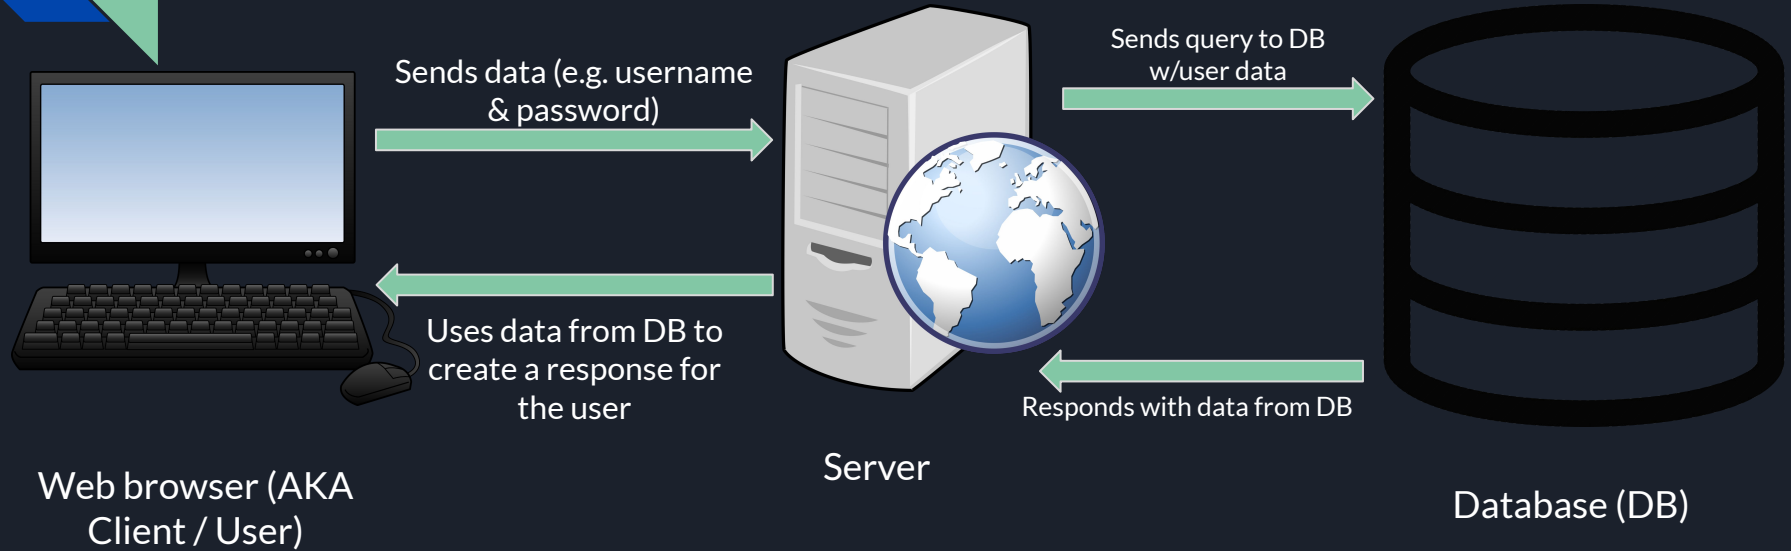 Sends data (e.g. username
& password)
Sends query to DB
w/user data
Uses data from DB to
create a response for
the user
Responds with data from DB
Web browser (AKA
Client / User)
Server
Database (DB)